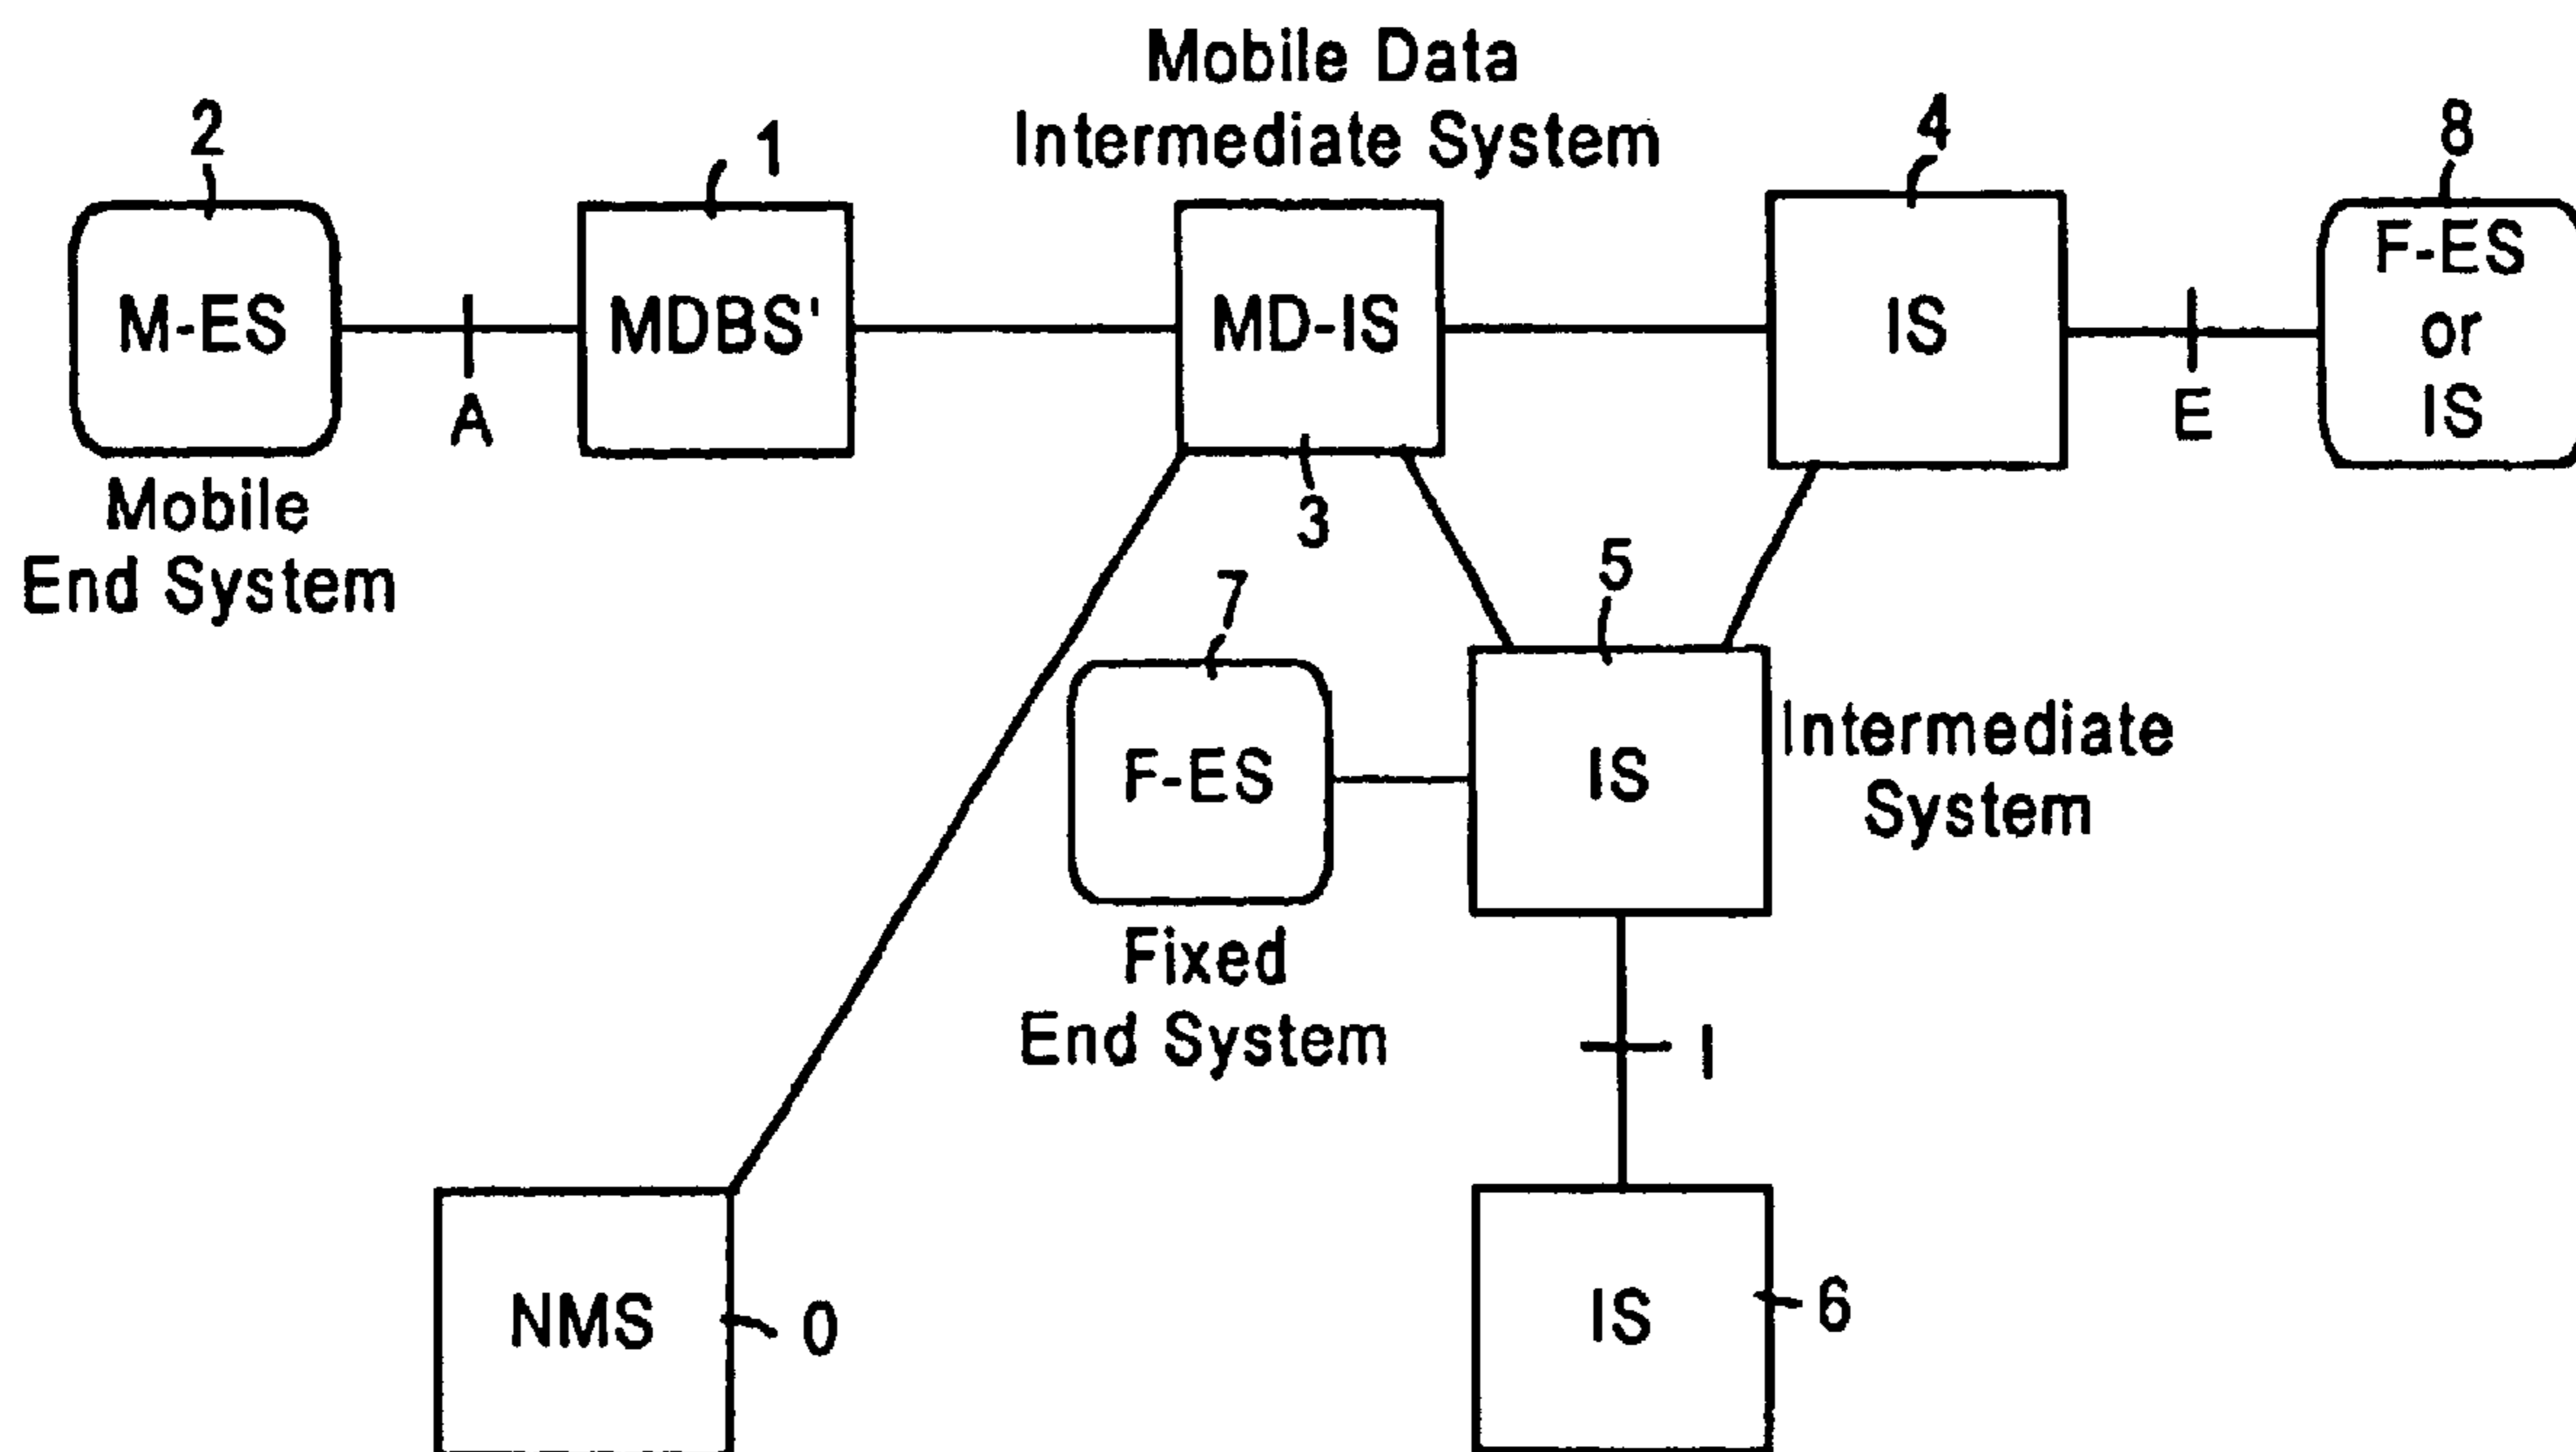 Mobile Data
Intermediate System
2
1
4
8
M-ES
MDBS'
MD-IS
IS
F-ES
or
IS
A
E
Mobile
End System
3
5
7
F-ES
IS
Intermediate
System
Fixed
End System
I
NMS
0
IS
6